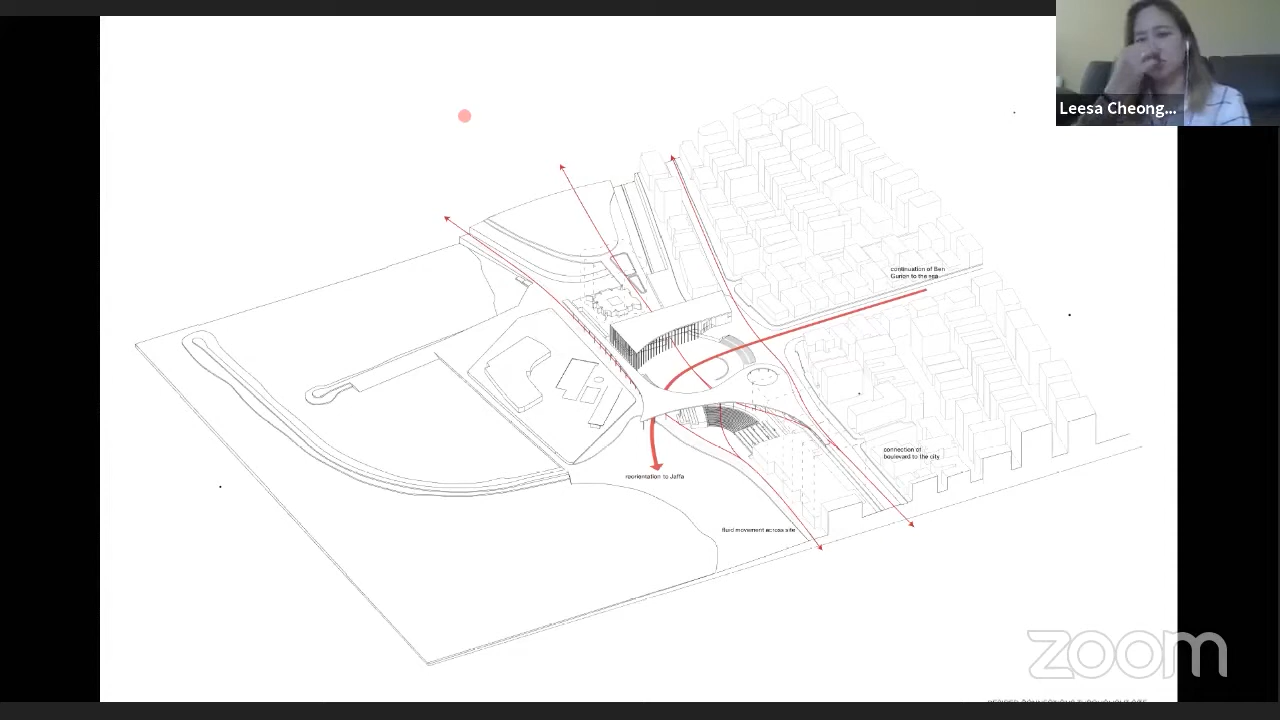 Leesa Cheong...
continuation of Ben
Gurion to the sea
connection of
boulevard to the city
reorientation to Jaffa
fluid movement across site
zoom